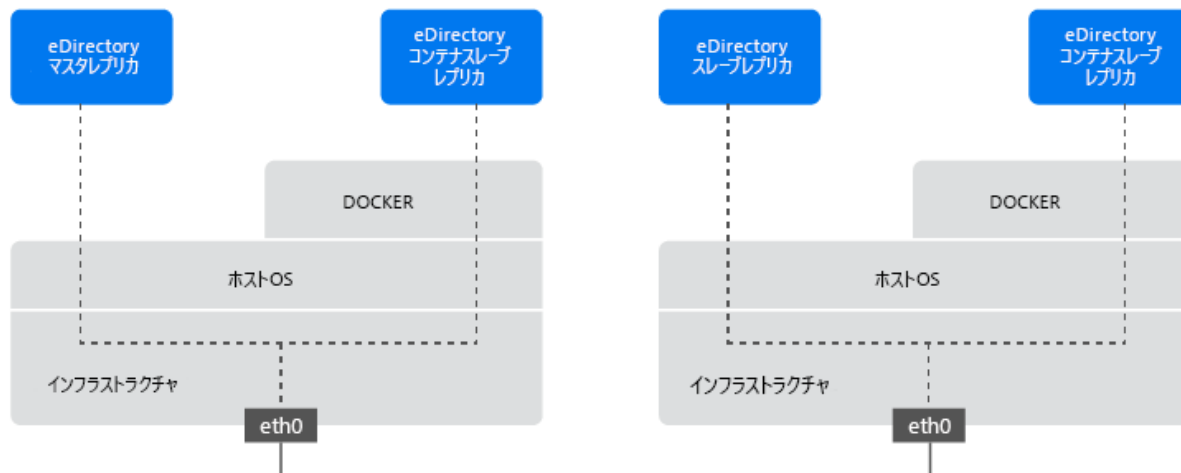 eDirectory
マスタレプリカ
eDirectory
コンテナスレーブ
レプリカ
DOCKER
ホストOS
インフラストラクチャ
eth0
eDirectory
スレーブレプリカ
eDirectory
コンテナスレーブ
レプリカ
DOCKER
ホストOS
インフラストラクチャ
eth0